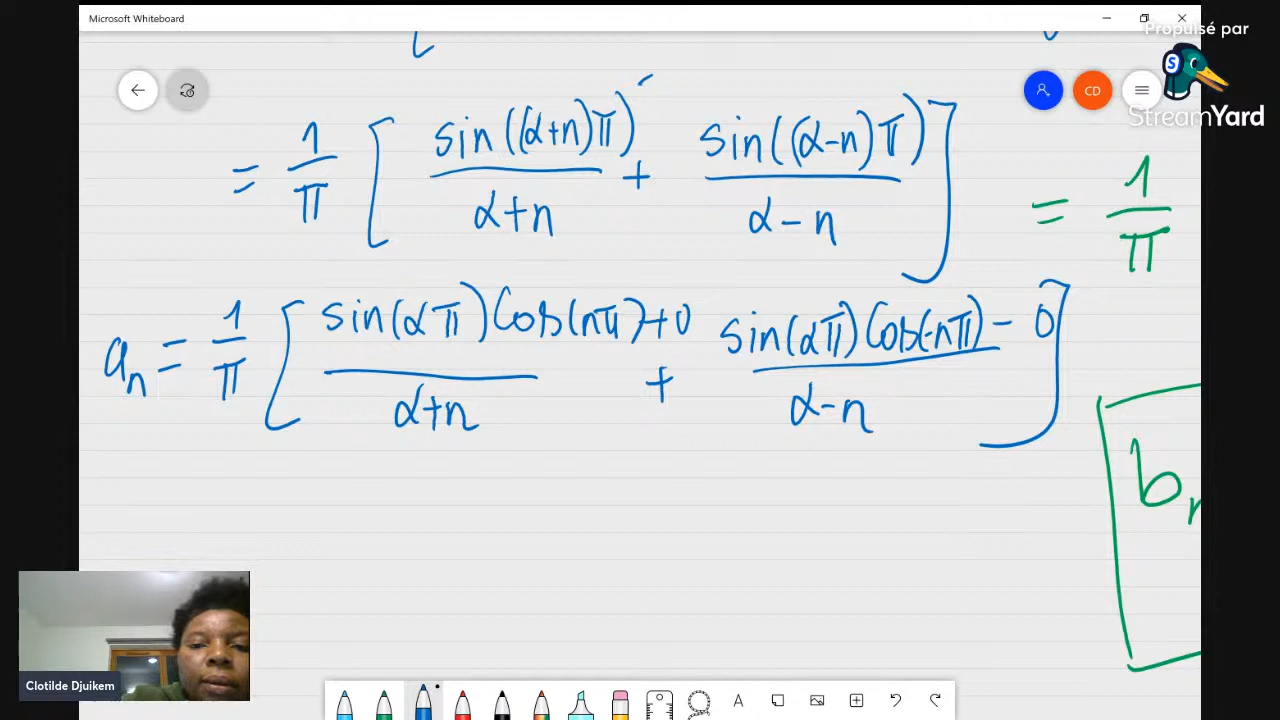 Microsoft Whiteboard
Propulsé par
StreamYard
CD
= 1/π [ sin((α+n)π)/(α+n) + sin((α-n)π)/(α-n) ]
= 1/π
an = 1/π [ (sin(απ)Cos(nπ)+0)/(α+n) + (sin(απ)Cos(-nπ)-0)/(α-n) ]
bn
Clotilde Djuikem
A